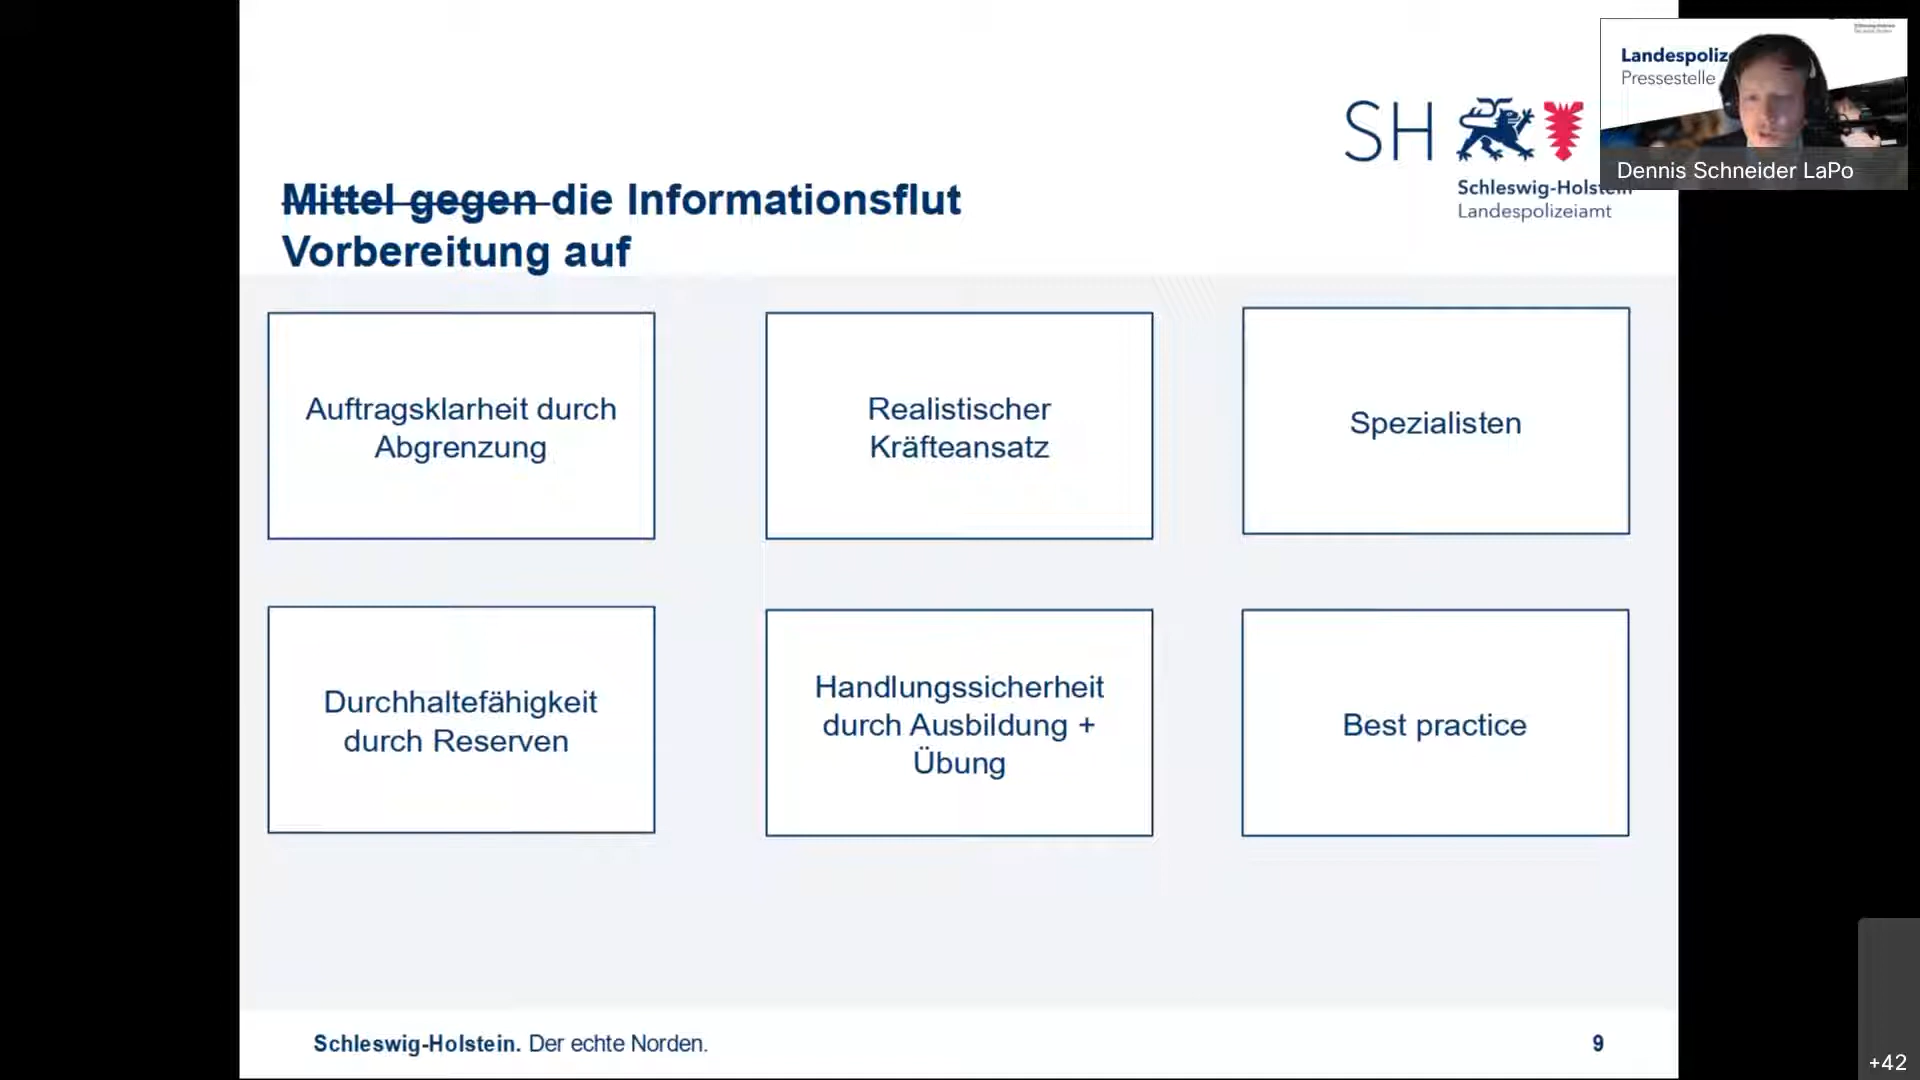 Landespoliz
Pressestelle
Dennis Schneider LaPo
SH
Schleswig-Holstein
Landespolizeiamt
Mittel gegen die Informationsflut
Vorbereitung auf
Auftragsklarheit durch
Abgrenzung
Realistischer
Kräfteansatz
Spezialisten
Durchhaltefähigkeit
durch Reserven
Handlungssicherheit
durch Ausbildung +
Übung
Best practice
Schleswig-Holstein. Der echte Norden.
9
+42